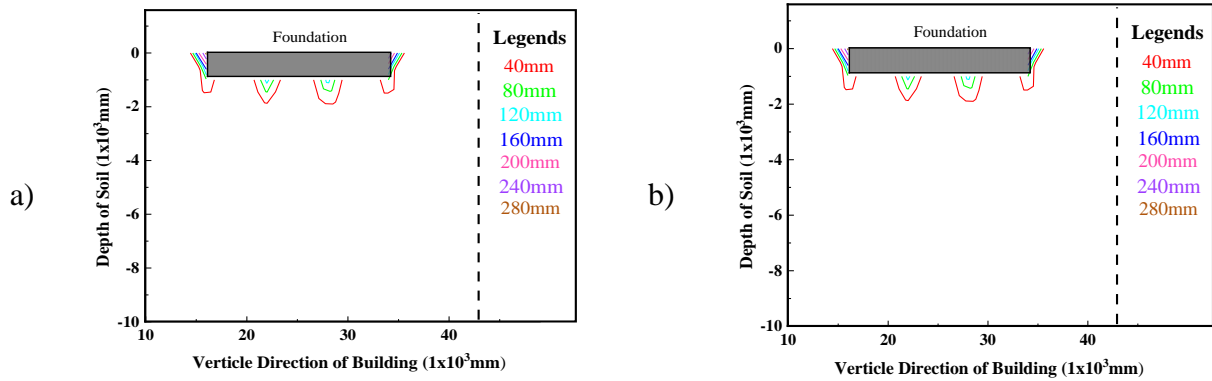 a)
Foundation
Legends
40mm
80mm
120mm
160mm
200mm
240mm
280mm
0
-2
-4
-6
-8
-10
Depth of Soil (1x10³mm)
10 20 30 40
Verticle Direction of Building (1x10³mm)
b)
Foundation
Legends
40mm
80mm
120mm
160mm
200mm
240mm
280mm
0
-2
-4
-6
-8
-10
Depth of Soil (1x10³mm)
10 20 30 40
Verticle Direction of Building (1x10³mm)